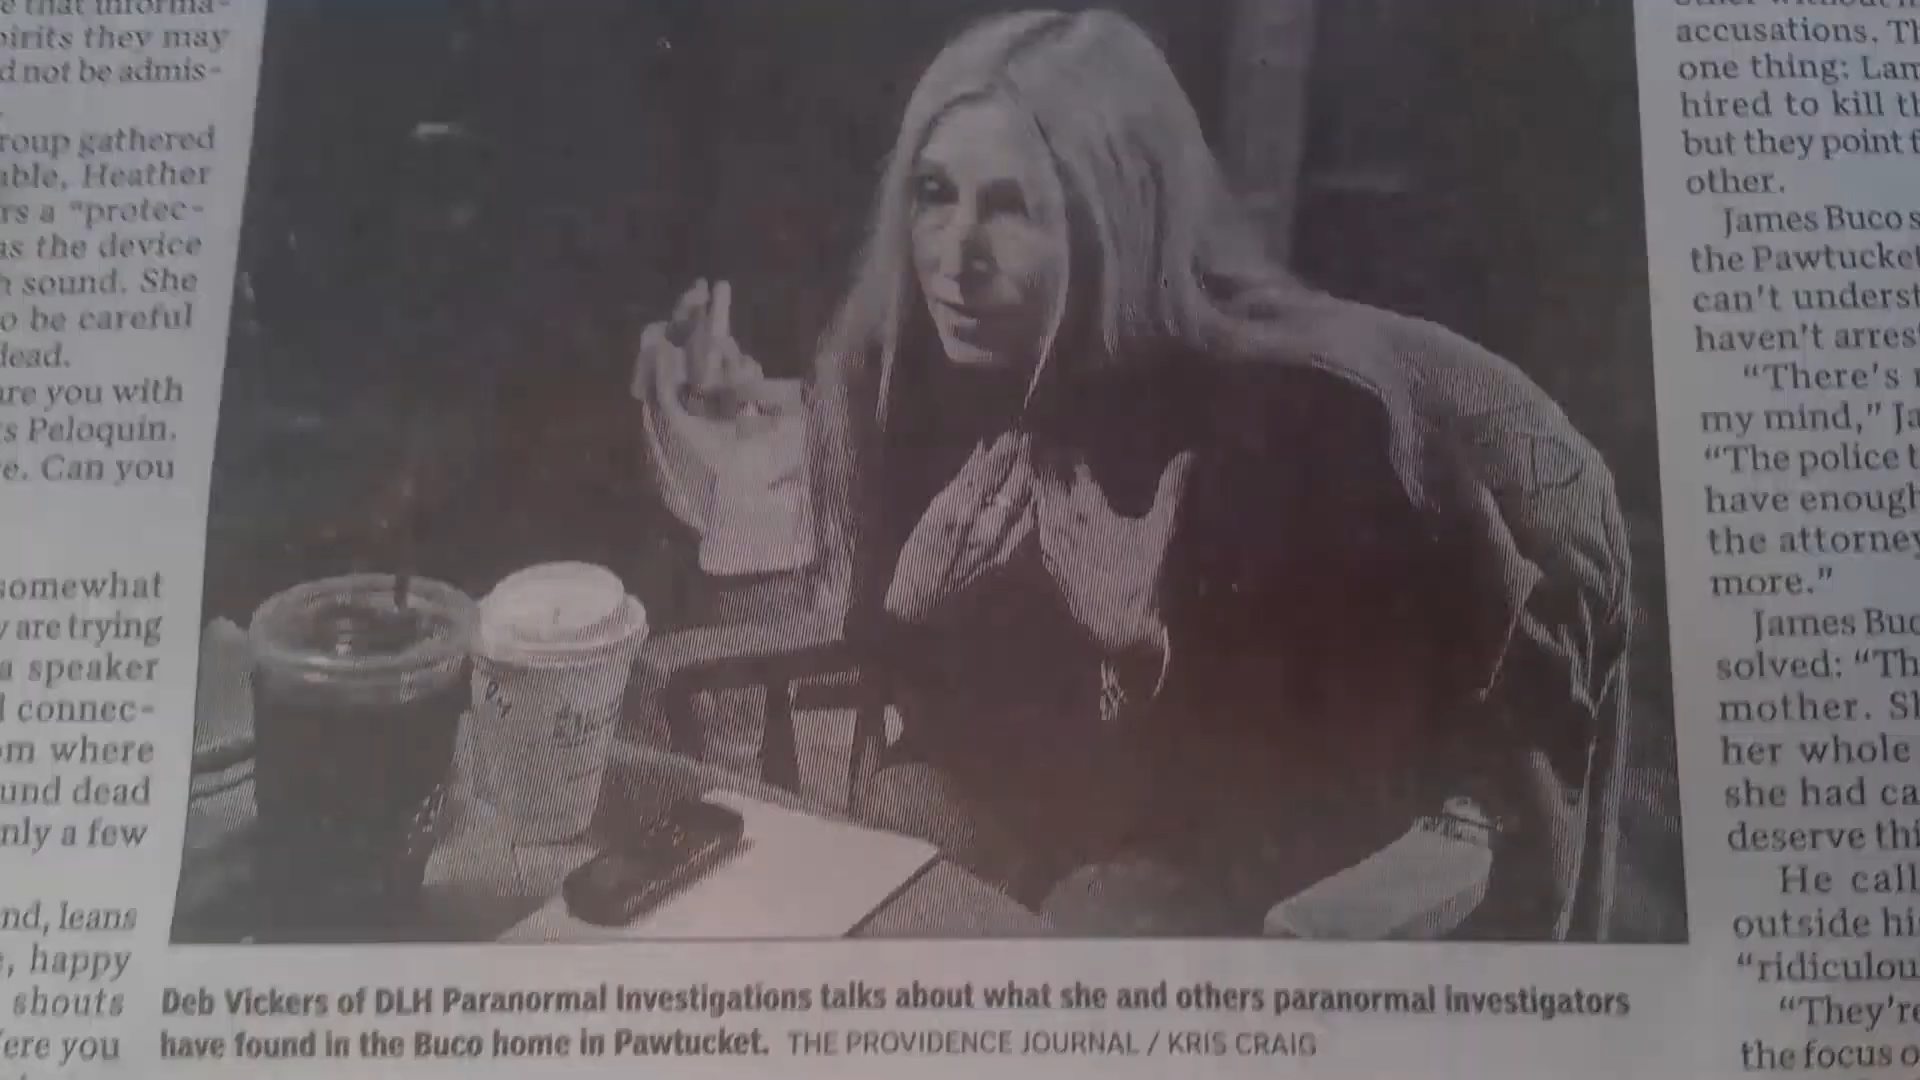 spirits they may
d not be admis-
roup gathered
able, Heather
rs a "protec-
as the device
h sound. She
o be careful
dead.
are you with
s Peloquin.
e. Can you
somewhat
y are trying
a speaker
d connec-
om where
und dead
nly a few
nd, leans
, happy
shouts
ere you
Deb Vickers of DLH Paranormal Investigations talks about what she and others paranormal investigators
have found in the Buco home in Pawtucket. THE PROVIDENCE JOURNAL / KRIS CRAIG
accusations. Th
one thing: Lam
hired to kill th
but they point f
other.
James Buco s
the Pawtucket
can't underst
haven't arres
"There's
my mind," Ja
"The police t
have enough
the attorney
more."
James Buc
solved: "Th
mother. Sh
her whole
she had ca
deserve thi
He call
outside hi
"ridiculou
"They're
the focus o